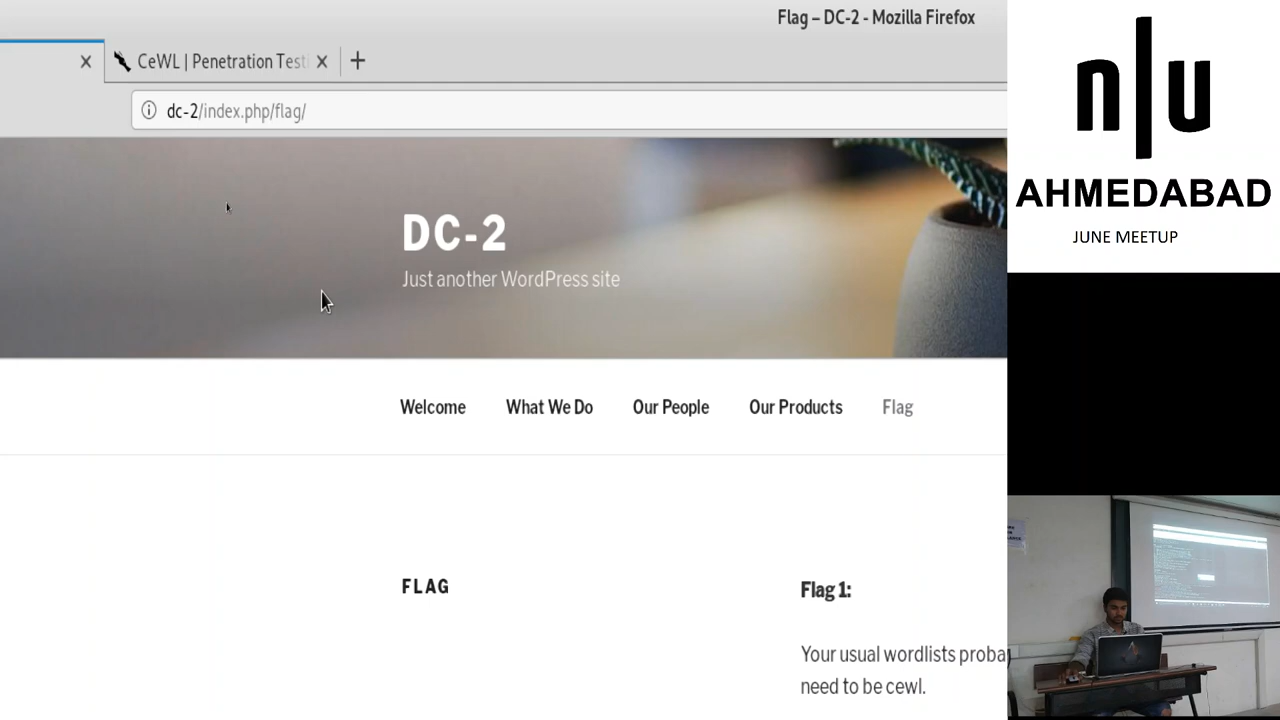 Flag – DC-2 - Mozilla Firefox
CeWL | Penetration Testi
dc-2/index.php/flag/
DC-2
Just another WordPress site
Welcome
What We Do
Our People
Our Products
Flag
FLAG
Flag 1:
Your usual wordlists proba
need to be cewl.
n|u
AHMEDABAD
JUNE MEETUP